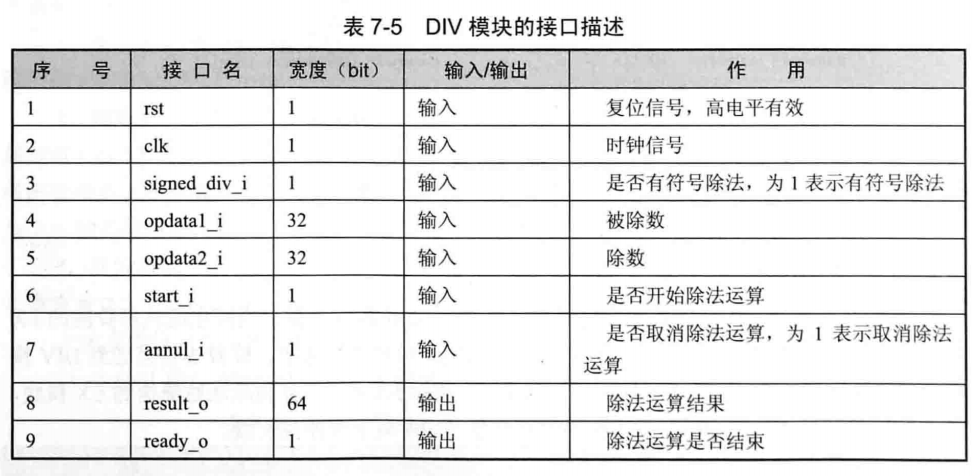 表 7-5 DIV 模块的接口描述
序 号 接 口 名 宽度（bit） 输入/输出 作 用
1 rst 1 输入 复位信号，高电平有效
2 clk 1 输入 时钟信号
3 signed_div_i 1 输入 是否有符号除法，为 1 表示有符号除法
4 opdata1_i 32 输入 被除数
5 opdata2_i 32 输入 除数
6 start_i 1 输入 是否开始除法运算
7 annul_i 1 输入 是否取消除法运算，为 1 表示取消除法
运算
8 result_o 64 输出 除法运算结果
9 ready_o 1 输出 除法运算是否结束